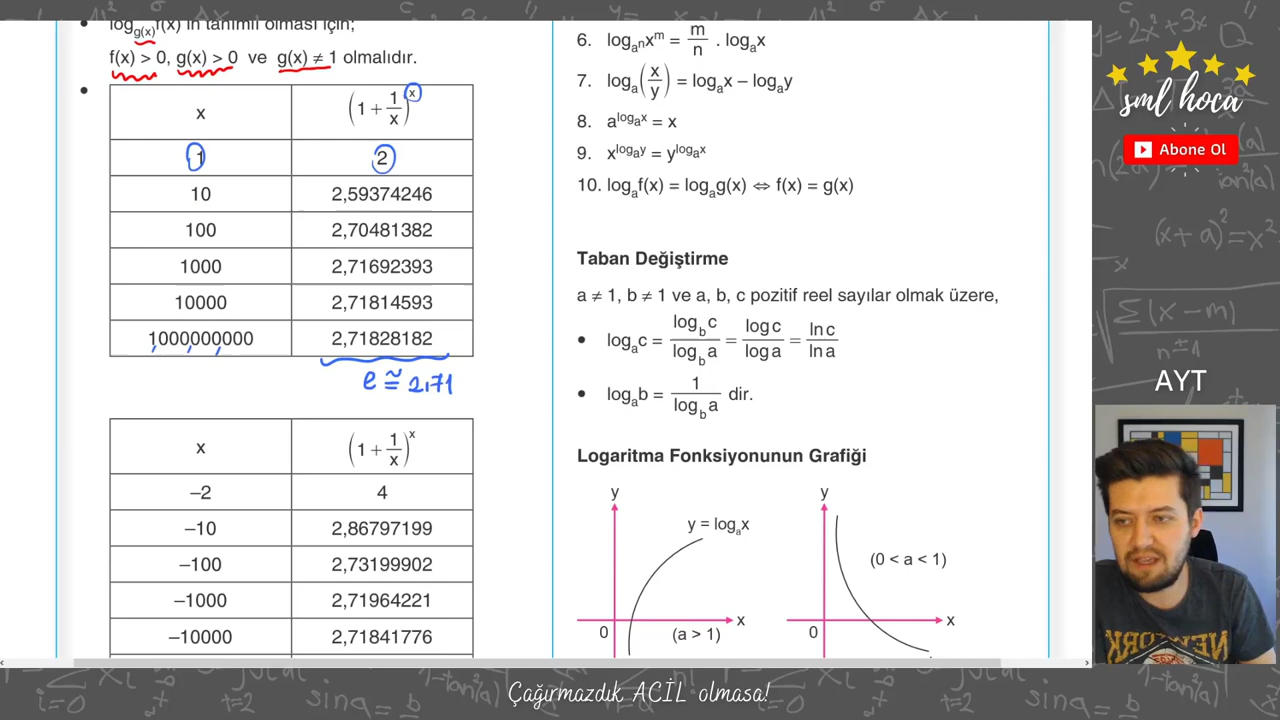 log_g(x) f(x) in tanımlı olması için;
f(x) > 0, g(x) > 0 ve g(x) ≠ 1 olmalıdır.
x (1 + 1/x)^x
1 2
10 2,59374246
100 2,70481382
1000 2,71692393
10000 2,71814593
1000000000 2,71828182
e ≅ 2,71
x (1 + 1/x)^x
–2 4
–10 2,86797199
–100 2,73199902
–1000 2,71964221
–10000 2,71841776
6. log_aⁿ x^m = m/n . log_a x
7. log_a (x/y) = log_a x – log_a y
8. a^(log_a x) = x
9. x^(log_a y) = y^(log_a x)
10. log_a f(x) = log_a g(x) ⇔ f(x) = g(x)
Taban Değiştirme
a ≠ 1, b ≠ 1 ve a, b, c pozitif reel sayılar olmak üzere,
log_a c = log_b c / log_b a = log c / log a = ln c / ln a
log_a b = 1 / log_b a dir.
Logaritma Fonksiyonunun Grafiği
y
y = log_a x
0
x
(a > 1)
y
(0 < a < 1)
0
x
sml hoca
Abone Ol
AYT
Çağırmazdık ACİL olmasa!